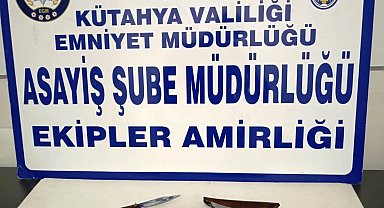 KÜTAHYA VALİLİĞİ
EMNİYET MÜDÜRLÜĞÜ
ASAYİŞ ŞUBE MÜDÜRLÜĞÜ
EKİPLER AMİRLİĞİ